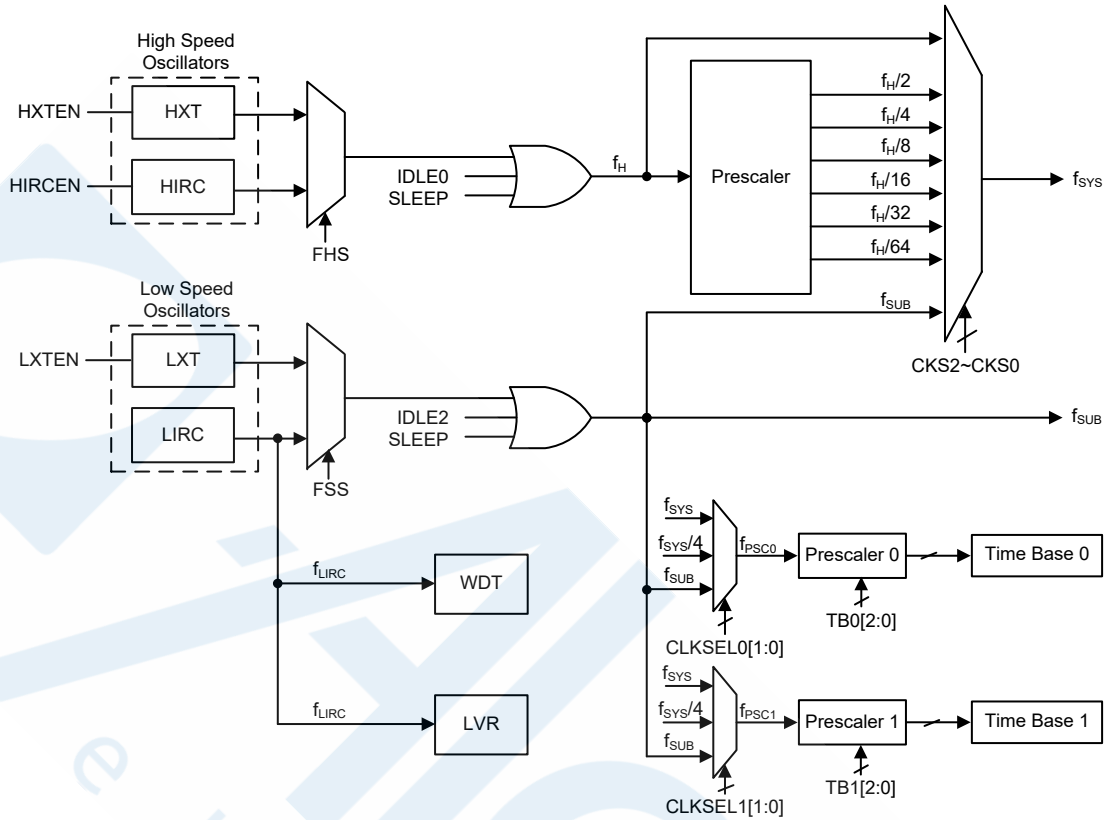 High Speed
Oscillators
HXTEN
HXT
HIRCEN
HIRC
FHS
IDLE0
SLEEP
fH
Prescaler
fH/2
fH/4
fH/8
fH/16
fH/32
fH/64
fSUB
CKS2~CKS0
fSYS
Low Speed
Oscillators
LXTEN
LXT
LIRC
FSS
IDLE2
SLEEP
fSUB
fLIRC
WDT
fLIRC
LVR
fSYS
fSYS/4
fSUB
CLKSEL0[1:0]
fPSC0
Prescaler 0
TB0[2:0]
Time Base 0
fSYS
fSYS/4
fSUB
CLKSEL1[1:0]
fPSC1
Prescaler 1
TB1[2:0]
Time Base 1